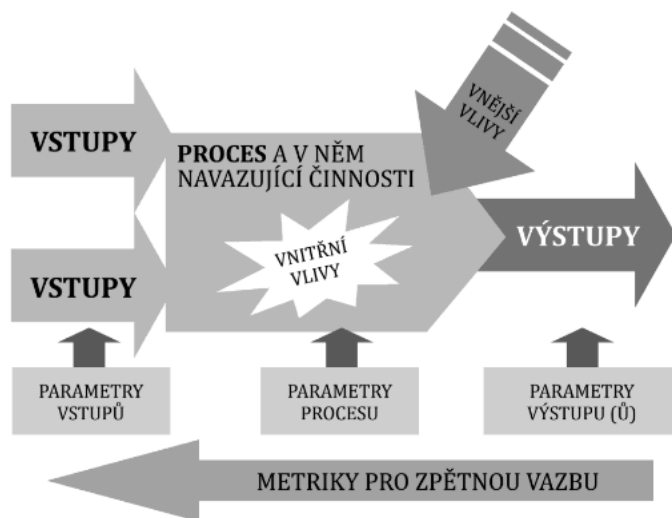 VNĚJŠÍ
VLIVY
VSTUPY
PROCES A V NĚM
NAVAZUJÍCÍ ČINNOSTI
VNITŘNÍ
VLIVY
VÝSTUPY
VSTUPY
PARAMETRY
VSTUPŮ
PARAMETRY
PROCESU
PARAMETRY
VÝSTUPU (Ů)
METRIKY PRO ZPĚTNOU VAZBU